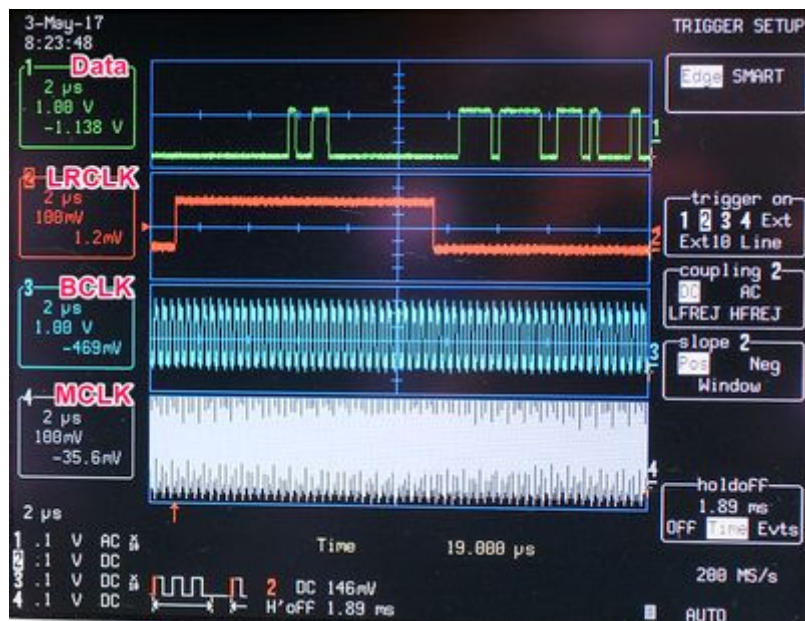 3-May-17
8:23:48
TRIGGER SETUP
1 Data
2 µs
1.00 V
-1.138 V
Edge SMART
1
2 LRCLK
2 µs
100mV
1.2mV
2
trigger on
1 2 3 4 Ext
Ext10 Line
coupling 2
DC AC
LFREJ HFREJ
3 BCLK
2 µs
1.00 V
-469mV
3
slope 2
Pos Neg
Window
4 MCLK
2 µs
100mV
-35.6mV
4
holdoff
1.89 ms
OFF Time Evts
2 µs
Time 19.000 µs
1 .1 V AC
2 .1 V DC
3 .1 V DC
4 .1 V DC
2 DC 146mV
H'oFF 1.89 ms
200 MS/s
AUTO